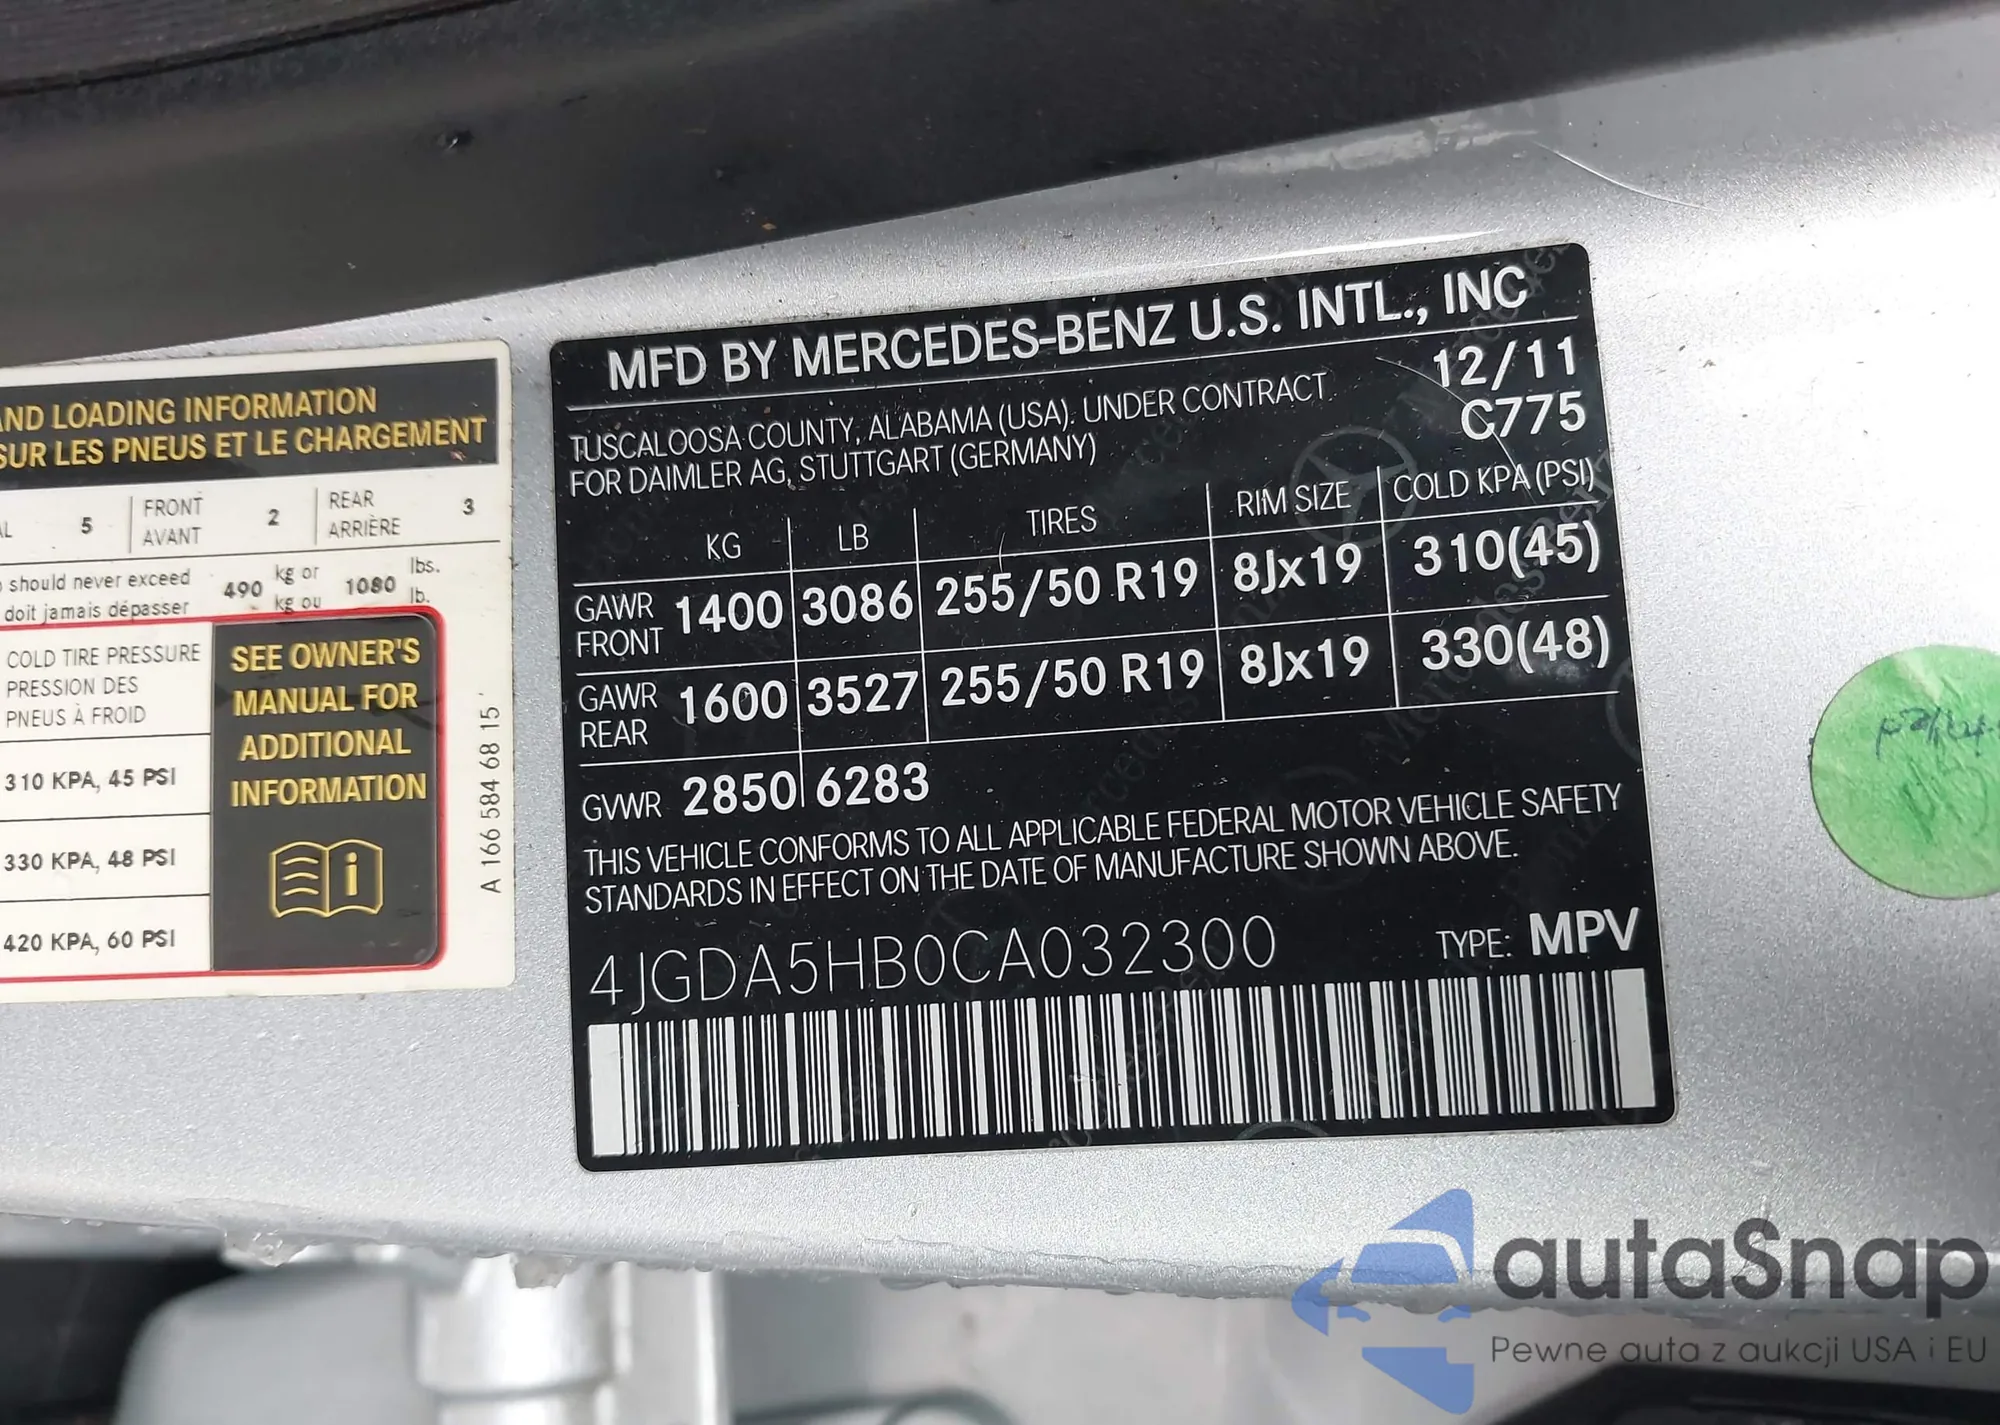 AND LOADING INFORMATION
SUR LES PNEUS ET LE CHARGEMENT
5 FRONT 2 REAR 3
AVANT ARRIÈRE
should never exceed 490 kg or 1080 lbs.
doit jamais dépasser kg ou lb.
COLD TIRE PRESSURE
PRESSION DES
PNEUS À FROID
310 KPA, 45 PSI
330 KPA, 48 PSI
420 KPA, 60 PSI
SEE OWNER'S
MANUAL FOR
ADDITIONAL
INFORMATION
A 166 584 68 15
MFD BY MERCEDES-BENZ U.S. INTL., INC
TUSCALOOSA COUNTY, ALABAMA (USA). UNDER CONTRACT 12/11
FOR DAIMLER AG, STUTTGART (GERMANY) C775
KG LB TIRES RIM SIZE COLD KPA (PSI)
GAWR FRONT 1400 3086 255/50 R19 8Jx19 310(45)
GAWR REAR 1600 3527 255/50 R19 8Jx19 330(48)
GVWR 2850 6283
THIS VEHICLE CONFORMS TO ALL APPLICABLE FEDERAL MOTOR VEHICLE SAFETY
STANDARDS IN EFFECT ON THE DATE OF MANUFACTURE SHOWN ABOVE.
4JGDA5HB0CA032300 TYPE: MPV
autaSnap
Pewne auta z aukcji USA i EU